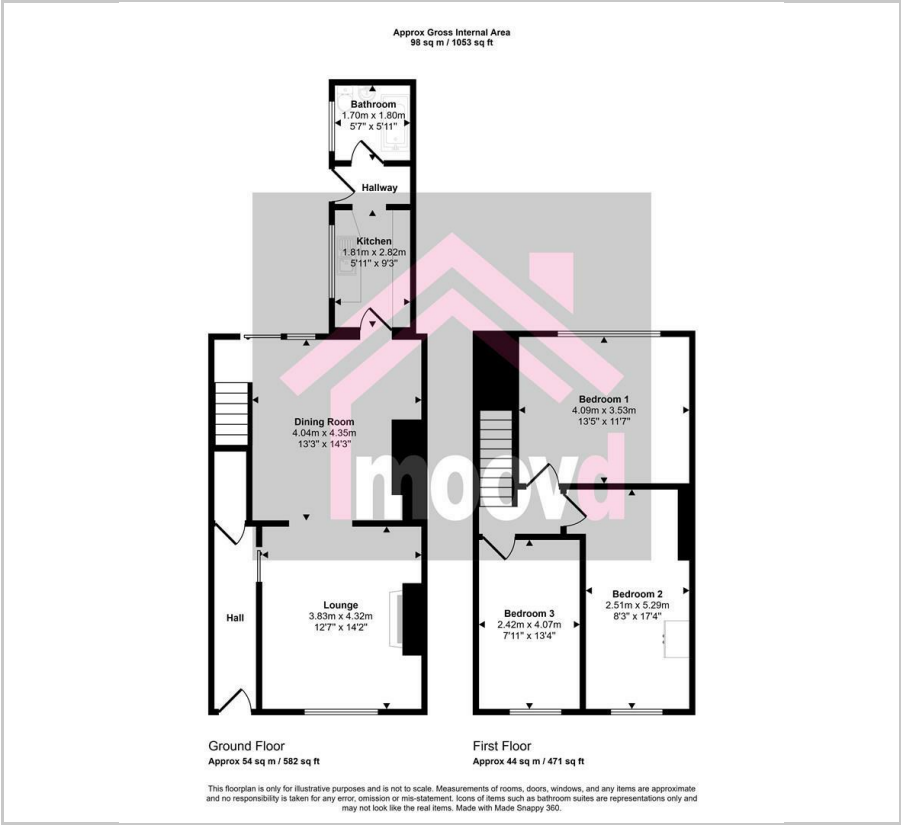 Approx Gross Internal Area
98 sq m / 1053 sq ft
Bathroom
1.70m x 1.80m
5'7" x 5'11"
Hallway
Kitchen
1.81m x 2.82m
5'11" x 9'3"
Dining Room
4.04m x 4.35m
13'3" x 14'3"
Bedroom 1
4.09m x 3.53m
13'5" x 11'7"
moovd
Hall
Lounge
3.83m x 4.32m
12'7" x 14'2"
Bedroom 3
2.42m x 4.07m
7'11" x 13'4"
Bedroom 2
2.51m x 5.29m
8'3" x 17'4"
Ground Floor
Approx 54 sq m / 582 sq ft
First Floor
Approx 44 sq m / 471 sq ft
This floorplan is only for illustrative purposes and is not to scale. Measurements of rooms, doors, windows, and any items are approximate
and no responsibility is taken for any error, omission or mis-statement. Icons of items such as bathroom suites are representations only and
may not look like the real items. Made with Made Snappy 360.